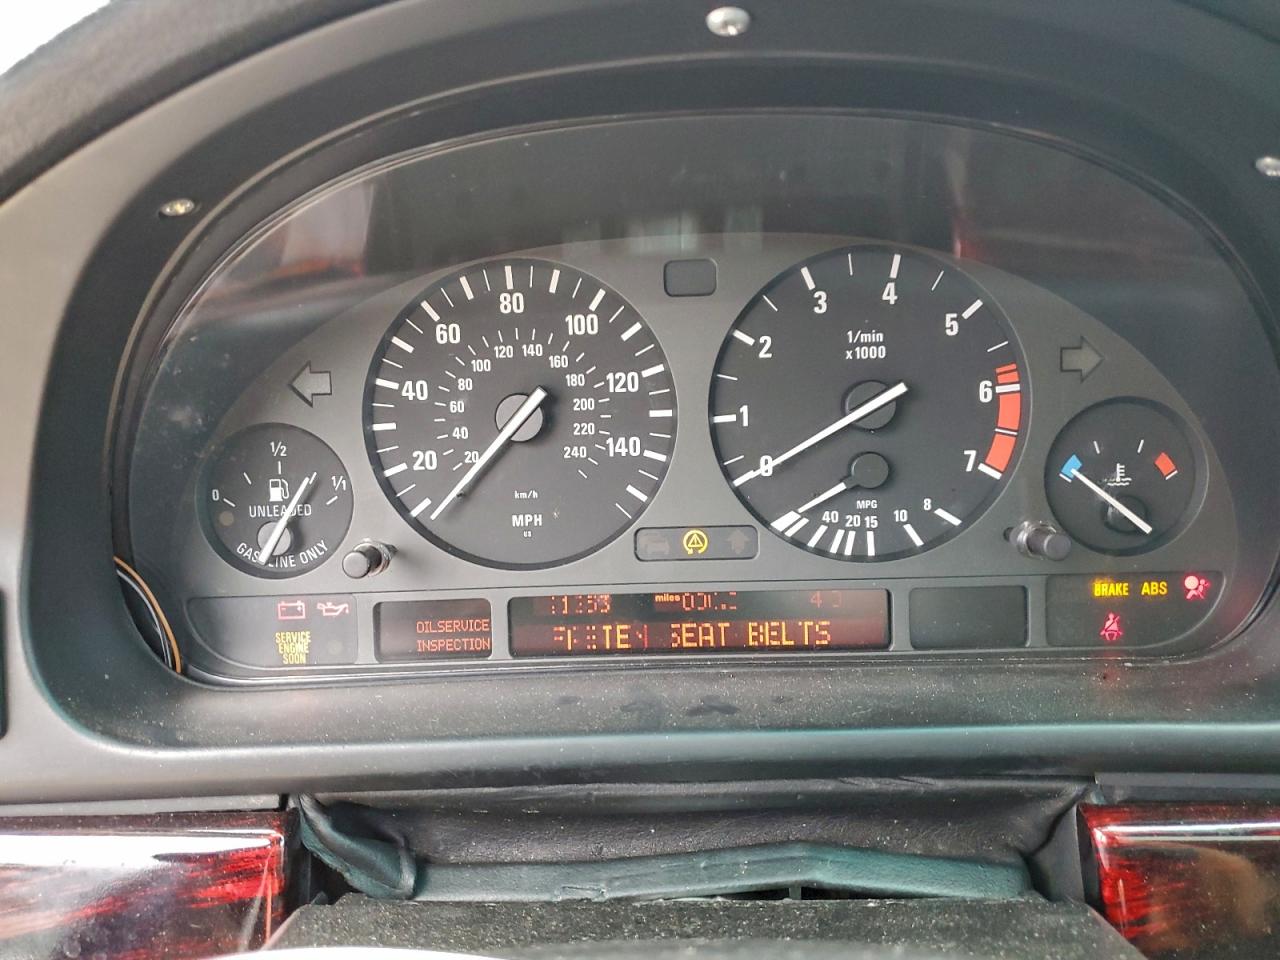 80
60
100
40
120
20
140
120 140
100
160
80
180
60
200
40
220
20
240
km/h
MPH
US
4
3
5
2
6
1
7
0
1/min
x1000
MPG
40 20 15 10 8
1/2
0
1/1
UNLEADED
GASOLINE ONLY
SERVICE
ENGINE
SOON
OILSERVICE
INSPECTION
miles
SEAT BELTS
BRAKE ABS